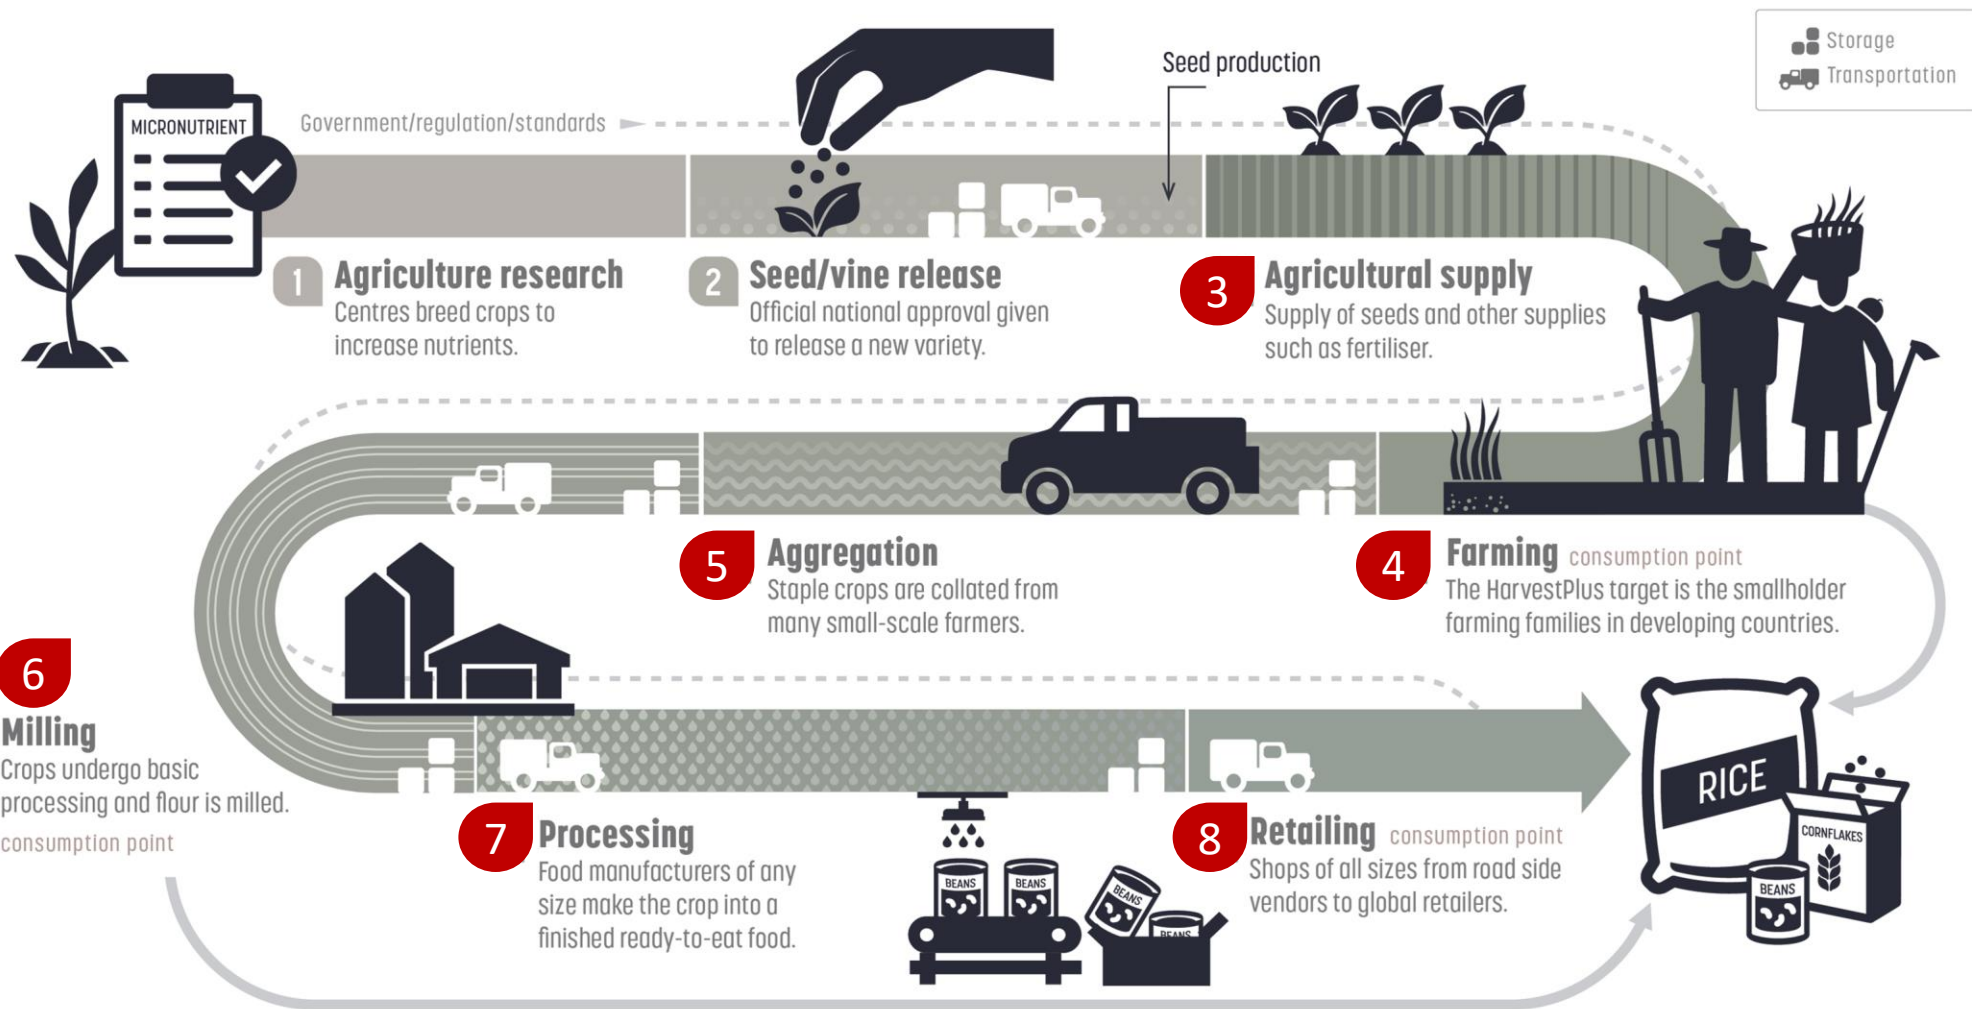 Storage
Transportation
Seed production
MICRONUTRIENT
Government/regulation/standards
1
Agriculture research
Centres breed crops to
increase nutrients.
2
Seed/vine release
Official national approval given
to release a new variety.
3
Agricultural supply
Supply of seeds and other supplies
such as fertiliser.
4
Farming consumption point
The HarvestPlus target is the smallholder
farming families in developing countries.
5
Aggregation
Staple crops are collated from
many small-scale farmers.
6
Milling
Crops undergo basic
processing and flour is milled.
consumption point
7
Processing
Food manufacturers of any
size make the crop into a
finished ready-to-eat food.
BEANS
BEANS
BEANS
BEANS
8
Retailing consumption point
Shops of all sizes from road side
vendors to global retailers.
RICE
CORNFLAKES
BEANS